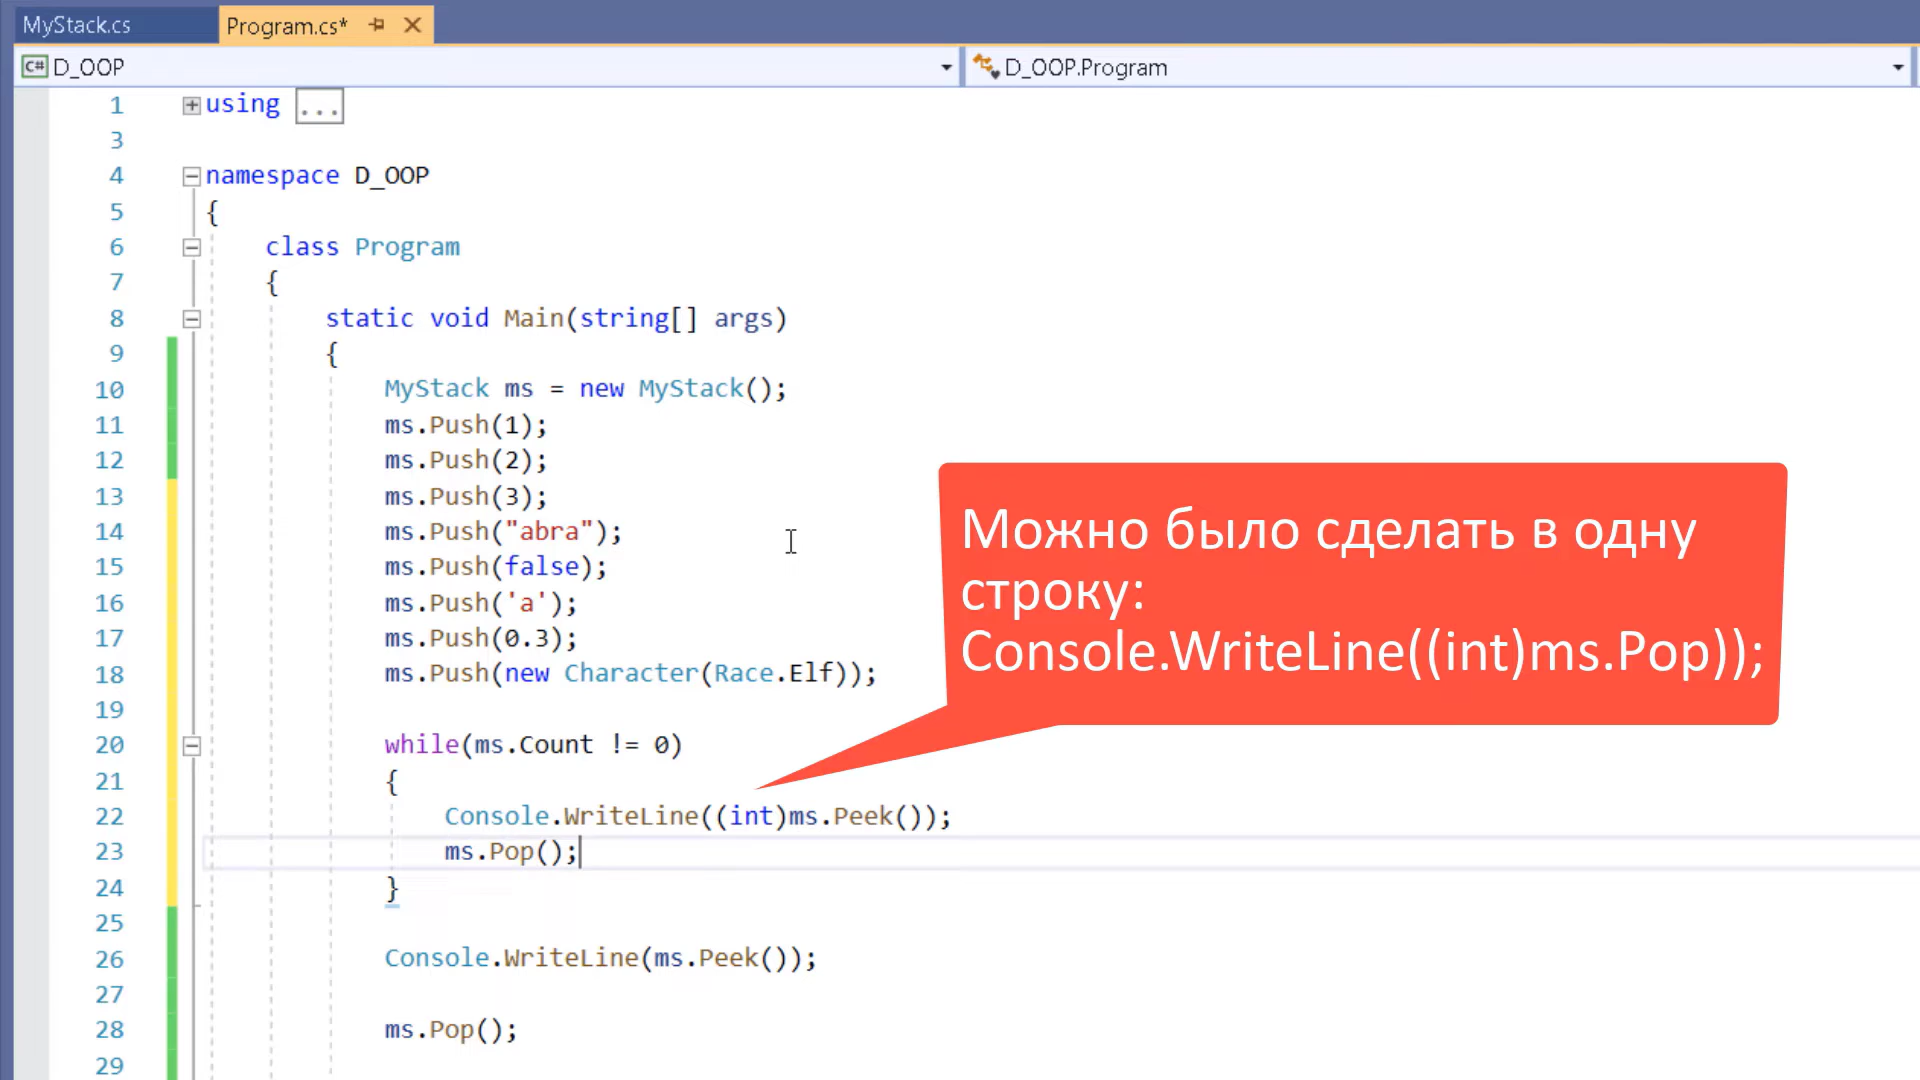 MyStack.cs
Program.cs*
C# D_OOP
D_OOP.Program
1 using ...
3
4 namespace D_OOP
5 {
6 class Program
7 {
8 static void Main(string[] args)
9 {
10 MyStack ms = new MyStack();
11 ms.Push(1);
12 ms.Push(2);
13 ms.Push(3);
14 ms.Push("abra");
15 ms.Push(false);
16 ms.Push('a');
17 ms.Push(0.3);
18 ms.Push(new Character(Race.Elf));
19
20 while(ms.Count != 0)
21 {
22 Console.WriteLine((int)ms.Peek());
23 ms.Pop();
24 }
25
26 Console.WriteLine(ms.Peek());
27
28 ms.Pop();
29
Можно было сделать в одну
строку:
Console.WriteLine((int)ms.Pop));